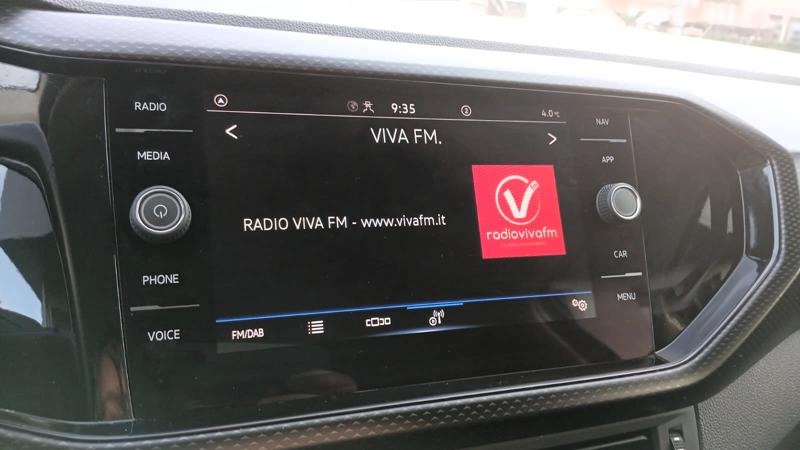 RADIO
MEDIA
PHONE
VOICE
9:35
2
4.0°C
VIVA FM.
RADIO VIVA FM - www.vivafm.it
V
radiovivafm
FM/DAB
NAV
APP
CAR
MENU